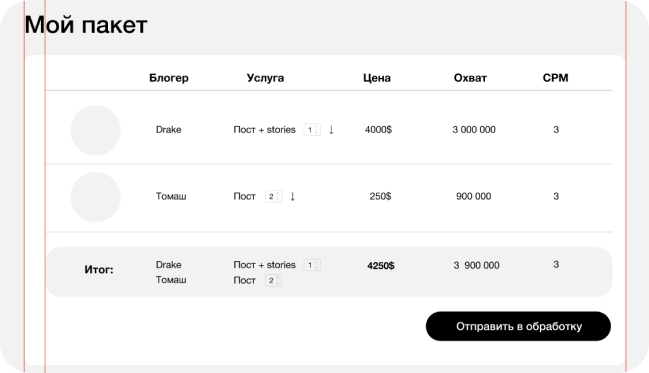 Мой пакет
Блогер Услуга Цена Охват CPM
Drake Пост + stories 1 ↓ 4000$ 3 000 000 3
Томаш Пост 2 ↓ 250$ 900 000 3
Итог: Drake Пост + stories 1 4250$ 3 900 000 3
Томаш Пост 2
Отправить в обработку